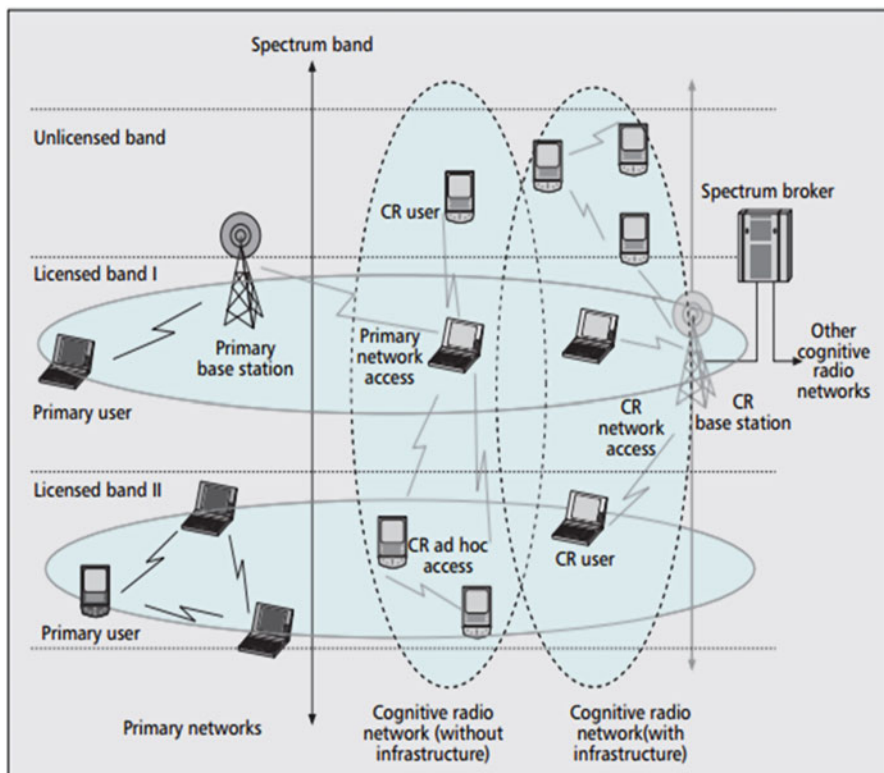 Spectrum band
Unlicensed band
CR user
Spectrum broker
Licensed band I
Primary
base station
Primary
network
access
Primary user
Other
cognitive
radio
networks
CR
network
access
CR
base station
Licensed band II
CR ad hoc
access
CR user
Primary user
Primary networks
Cognitive radio
network (without
infrastructure)
Cognitive radio
network(with
infrastructure)